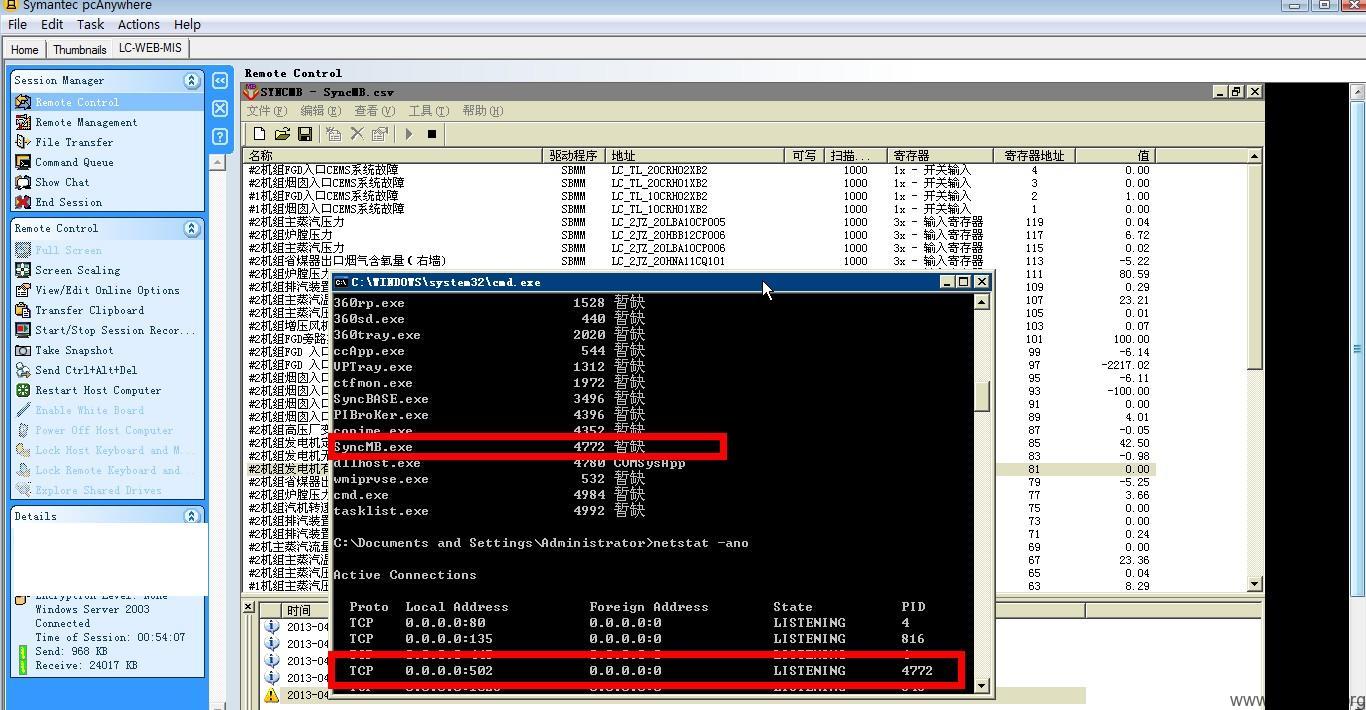 Symantec pcAnywhere
File Edit Task Actions Help
Home Thumbnails LC-WEB-MIS
Session Manager
Remote Control
Remote Management
File Transfer
Command Queue
Show Chat
End Session
Remote Control
Full Screen
Screen Scaling
View/Edit Online Options
Transfer Clipboard
Start/Stop Session Recor...
Take Snapshot
Send Ctrl+Alt+Del
Restart Host Computer
Enable White Board
Power Off Host Computer
Lock Host Keyboard and M...
Lock Remote Keyboard and...
Explore Shared Drives
Details
Encryption Level: None
Windows Server 2003
Connected
Time of Session: 00:54:07
Send: 968 KB
Receive: 24017 KB
Remote Control
SYNCMB - SyncMB.csv
文件(F) 编辑(E) 查看(V) 工具(T) 帮助(H)
名称 驱动程序 地址 可写 扫描... 寄存器 寄存器地址 值
#2机组FGD入口CEMS系统故障 SBMM LC_TL_20CRH02XB2 1000 1x - 开关输入 4 0.00
#2机组烟囱入口CEMS系统故障 SBMM LC_TL_20CRH01XB2 1000 1x - 开关输入 3 0.00
#1机组FGD入口CEMS系统故障 SBMM LC_TL_10CRH02XB2 1000 1x - 开关输入 2 1.00
#1机组烟囱入口CEMS系统故障 SBMM LC_TL_10CRH01XB2 1000 1x - 开关输入 1 0.00
#2机组主蒸汽压力 SBMM LC_2JZ_20LBA10CP005 1000 3x - 输入寄存器 119 0.04
#2机组炉膛压力 SBMM LC_2JZ_20HBB12CP006 1000 3x - 输入寄存器 117 6.72
#2机组主蒸汽压力 SBMM LC_2JZ_20LBA10CP006 1000 3x - 输入寄存器 115 0.02
#2机组省煤器出口烟气含氧量(右墙) SBMM LC_2JZ_20HNA11CQ101 1000 3x - 输入寄存器 113 -5.22
#2机组炉膛压力 111 80.59
#2机组排汽装置 109 0.29
#2机组主蒸汽温 107 23.21
#2机组主蒸汽压 105 0.01
#2机组增压风机 103 0.07
#2机组FGD旁路 101 100.00
#2机组FGD 入口 99 -6.14
#2机组FGD 入口 97 -2217.02
#2机组烟囱入口 95 -6.11
#2机组烟囱入口 93 -100.00
#2机组烟囱入口 91 0.00
#2机组烟囱入口 89 4.01
#2机组高压厂变 87 -0.05
#2机组发电机定 85 42.50
#2机组发电机无 83 -0.98
#2机组发电机有 81 0.00
#2机组省煤器出 79 -5.25
#2机组炉膛压力 77 3.66
#2机组汽机转速 75 0.00
#2机组排汽装置 73 0.00
#2机组排汽装置 71 0.24
#2机组主蒸汽流量 69 0.00
#2机组主蒸汽温 67 23.36
#2机组主蒸汽压 65 0.04
#1机组主蒸汽压 63 8.29
C:\WINDOWS\system32\cmd.exe
360rp.exe 1528 暂缺
360sd.exe 440 暂缺
360tray.exe 2020 暂缺
ccApp.exe 544 暂缺
VPTray.exe 1312 暂缺
ctfmon.exe 1972 暂缺
SyncBASE.exe 3496 暂缺
PIBroKer.exe 4396 暂缺
conime.exe 4352 暂缺
SyncMB.exe 4772 暂缺
dllhost.exe 4780 COMSysApp
wmiprvse.exe 532 暂缺
cmd.exe 4984 暂缺
tasklist.exe 4992 暂缺
C:\Documents and Settings\Administrator>netstat -ano
Active Connections
Proto Local Address Foreign Address State PID
TCP 0.0.0.0:80 0.0.0.0:0 LISTENING 4
TCP 0.0.0.0:135 0.0.0.0:0 LISTENING 816
TCP 0.0.0.0:502 0.0.0.0:0 LISTENING 4772
时间
2013-04
2013-04
2013-04
2013-04
2013-04